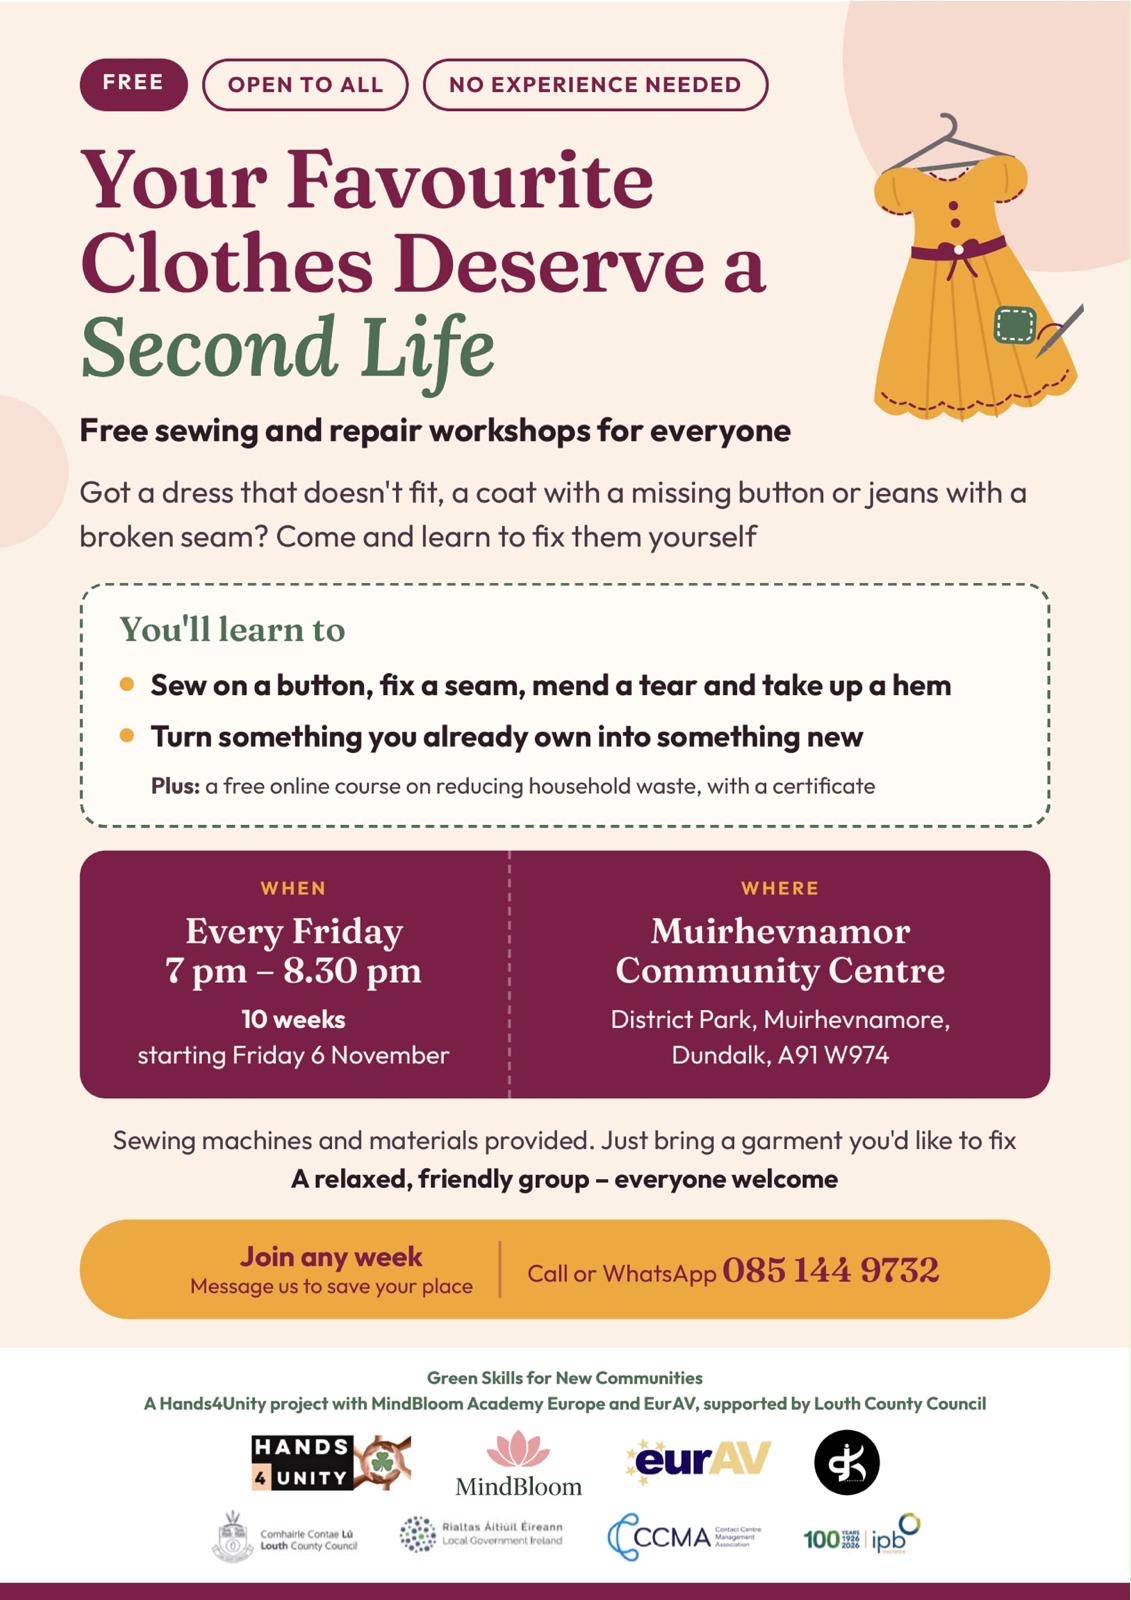 FREE
OPEN TO ALL
NO EXPERIENCE NEEDED
Your Favourite
Clothes Deserve a
Second Life
Free sewing and repair workshops for everyone
Got a dress that doesn't fit, a coat with a missing button or jeans with a
broken seam? Come and learn to fix them yourself
You'll learn to
Sew on a button, fix a seam, mend a tear and take up a hem
Turn something you already own into something new
Plus: a free online course on reducing household waste, with a certificate
WHEN
Every Friday
7 pm – 8.30 pm
10 weeks
starting Friday 6 November
WHERE
Muirhevnamor
Community Centre
District Park, Muirhevnamore,
Dundalk, A91 W974
Sewing machines and materials provided. Just bring a garment you'd like to fix
A relaxed, friendly group – everyone welcome
Join any week
Message us to save your place
Call or WhatsApp 085 144 9732
Green Skills for New Communities
A Hands4Unity project with MindBloom Academy Europe and EurAV, supported by Louth County Council
HANDS
4 UNITY
MindBloom
eurAV
Comhairle Contae Lú
Louth County Council
Rialtas Áitiúil Éireann
Local Government Ireland
CCMA
Contact Centre
Management
Association
100 YEARS
1926
2026
ipb
insurance